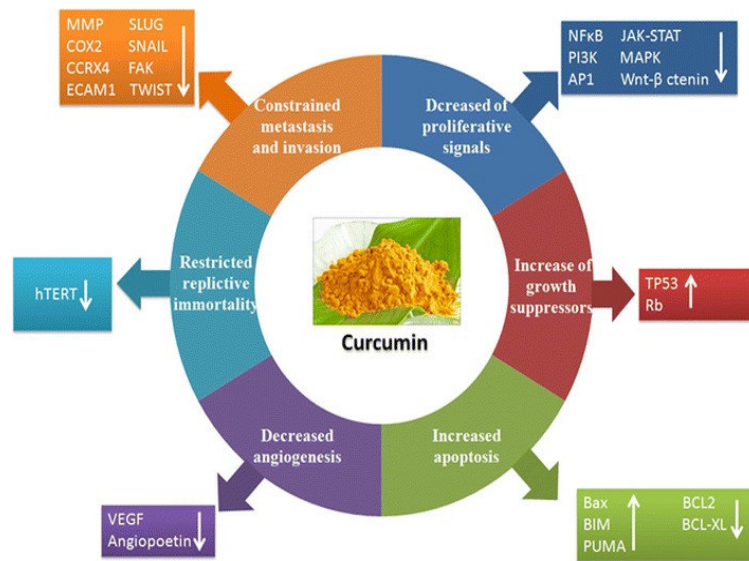 MMP SLUG
COX2 SNAIL
CCRX4 FAK
ECAM1 TWIST
NFκB JAK-STAT
PI3K MAPK
AP1 Wnt-β ctenin
Constrained
metastasis
and invasion
Dcreased of
proliferative
signals
Restricted
replictive
immortality
Increase of
growth
suppressors
hTERT
TP53
Rb
Curcumin
Decreased
angiogenesis
Increased
apoptosis
VEGF
Angiopoetin
Bax BCL2
BIM BCL-XL
PUMA